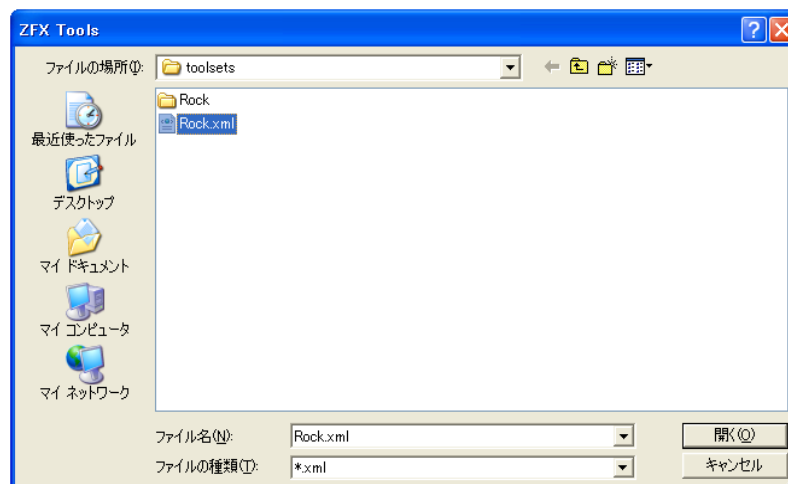 ZFX Tools
ファイルの場所(I):
toolsets
Rock
Rock.xml
最近使ったファイル
デスクトップ
マイ ドキュメント
マイ コンピュータ
マイ ネットワーク
ファイル名(N):
Rock.xml
開く(O)
ファイルの種類(T):
*.xml
キャンセル